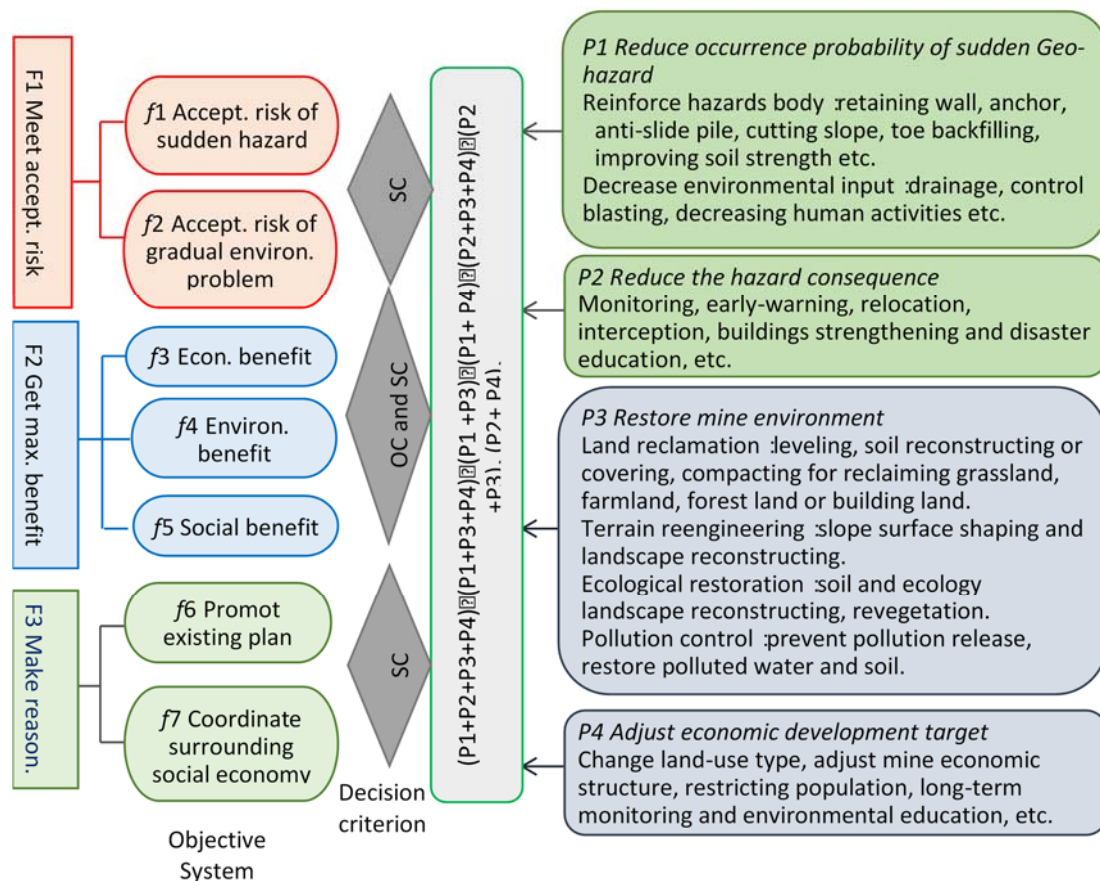 F1 Meet accept. risk
f1 Accept. risk of
sudden hazard
f2 Accept. risk of
gradual environ.
problem
F2 Get max. benefit
f3 Econ. benefit
f4 Environ.
benefit
f5 Social benefit
F3 Make reason.
f6 Promot
existing plan
f7 Coordinate
surrounding
social economy
Objective
System
SC
OC and SC
SC
Decision
criterion
(P1+P2+P3+P4)⍰(P1+P3+P4)⍰(P1 +P3)⍰(P1+ P4)⍰(P2+P3+P4)⍰(P2
+P3), (P2+ P4).
P1 Reduce occurrence probability of sudden Geo-
hazard
Reinforce hazards body :retaining wall, anchor,
anti-slide pile, cutting slope, toe backfilling,
improving soil strength etc.
Decrease environmental input :drainage, control
blasting, decreasing human activities etc.
P2 Reduce the hazard consequence
Monitoring, early-warning, relocation,
interception, buildings strengthening and disaster
education, etc.
P3 Restore mine environment
Land reclamation :leveling, soil reconstructing or
covering, compacting for reclaiming grassland,
farmland, forest land or building land.
Terrain reengineering :slope surface shaping and
landscape reconstructing.
Ecological restoration :soil and ecology
landscape reconstructing, revegetation.
Pollution control :prevent pollution release,
restore polluted water and soil.
P4 Adjust economic development target
Change land-use type, adjust mine economic
structure, restricting population, long-term
monitoring and environmental education, etc.